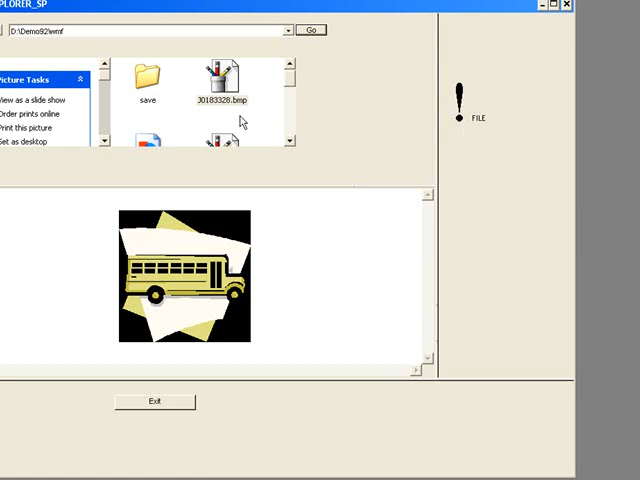 PLORER_SP
D:\Demo92\wmf
Go
Picture Tasks
View as a slide show
Order prints online
Print this picture
Set as desktop
save
J0183328.bmp
FILE
Exit